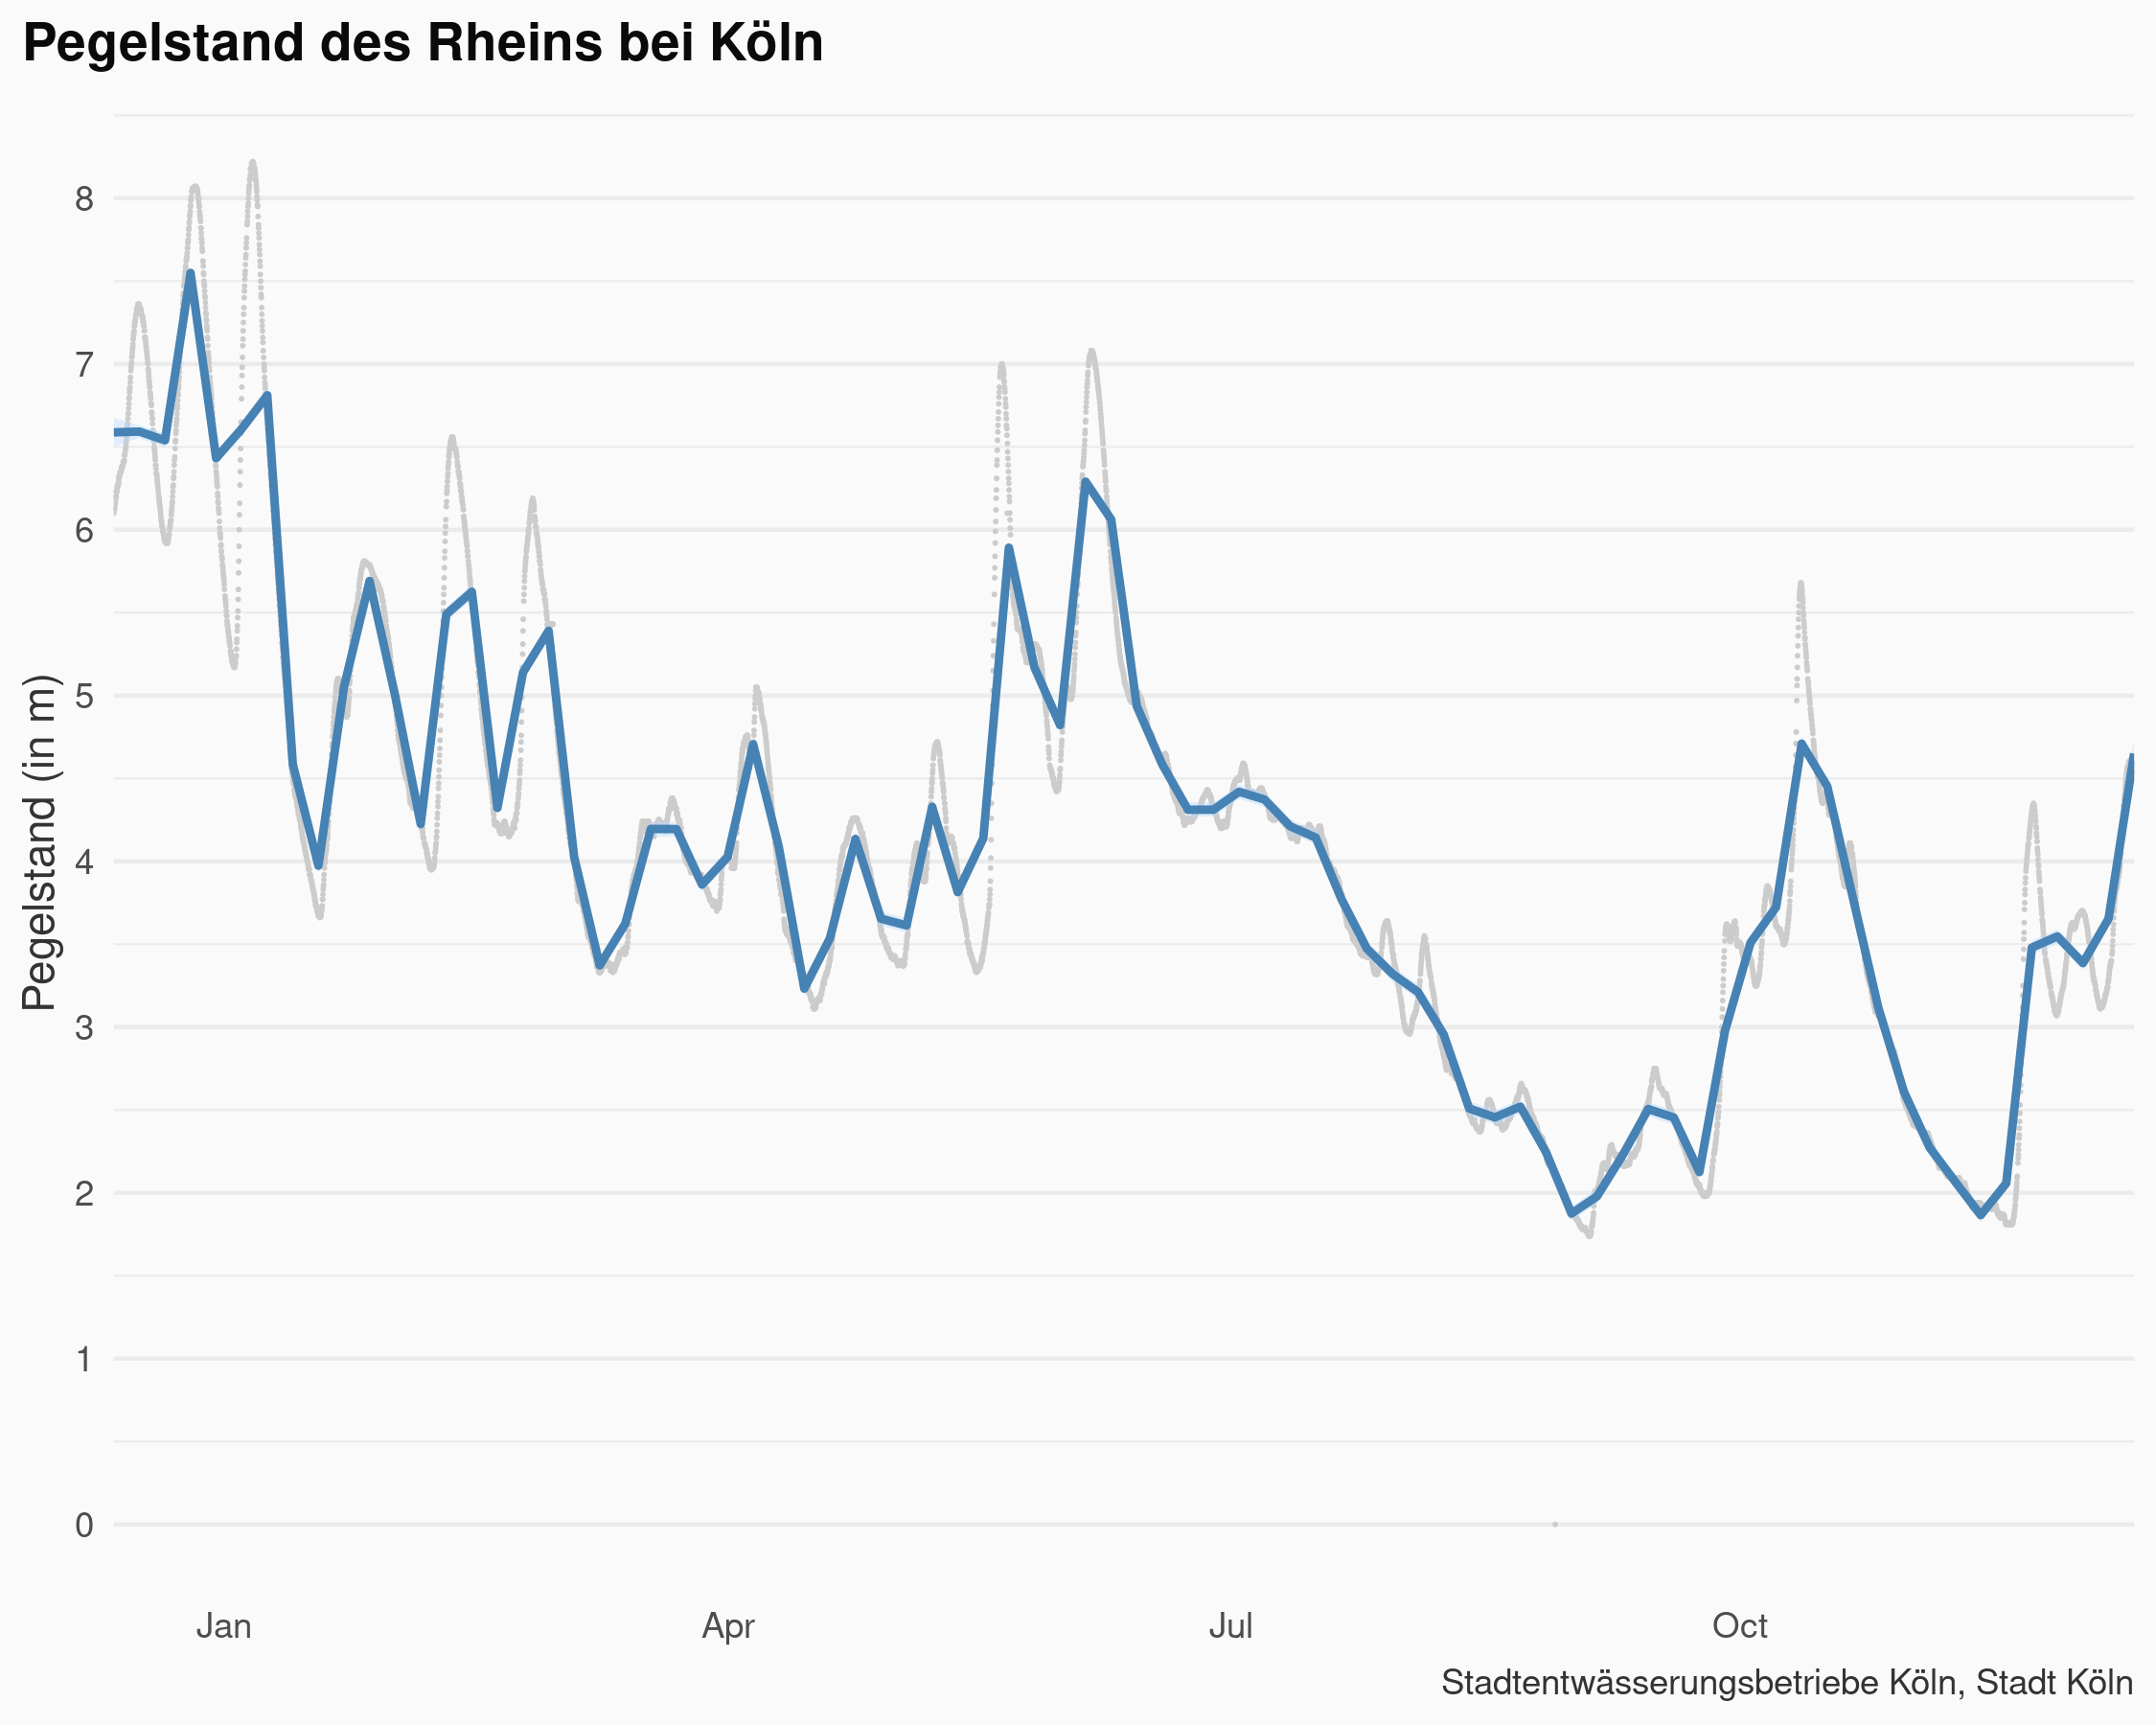 Pegelstand des Rheins bei Köln
Pegelstand (in m)
8
7
6
5
4
3
2
1
0
Jan Apr Jul Oct
Stadtentwässerungsbetriebe Köln, Stadt Köln